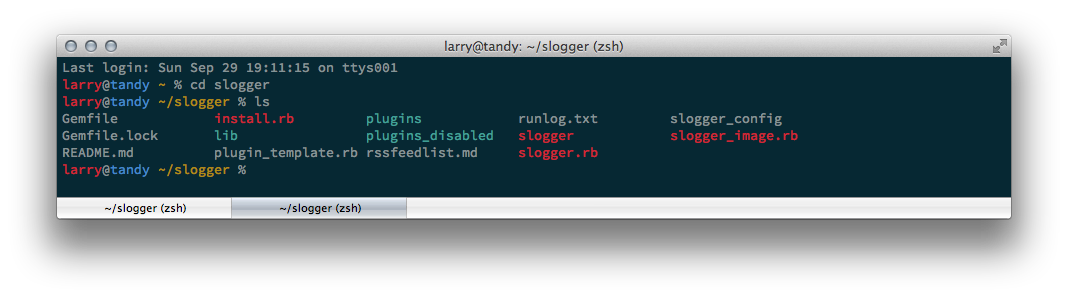 larry@tandy: ~/slogger (zsh)
Last login: Sun Sep 29 19:11:15 on ttys001
larry@tandy ~ % cd slogger
larry@tandy ~/slogger % ls
Gemfile install.rb plugins runlog.txt slogger_config
Gemfile.lock lib plugins_disabled slogger slogger_image.rb
README.md plugin_template.rb rssfeedlist.md slogger.rb
larry@tandy ~/slogger %
~/slogger (zsh) ~/slogger (zsh)